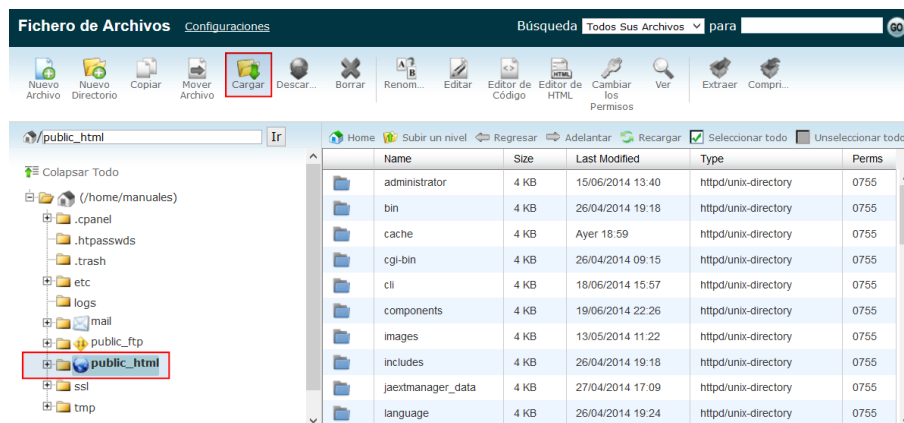 Fichero de Archivos Configuraciones Búsqueda Todos Sus Archivos para GO
Nuevo Archivo Nuevo Directorio Copiar Mover Archivo Cargar Descar... Borrar Renom... Editar Editor de Código Editor de HTML Cambiar los Permisos Ver Extraer Compri...
/public_html Ir Home Subir un nivel Regresar Adelantar Recargar Seleccionar todo Unseleccionar todo
Name Size Last Modified Type Perms
Colapsar Todo
(/home/manuales)
.cpanel
.htpasswds
.trash
etc
logs
mail
public_ftp
public_html
ssl
tmp
administrator 4 KB 15/06/2014 13:40 httpd/unix-directory 0755
bin 4 KB 26/04/2014 19:18 httpd/unix-directory 0755
cache 4 KB Ayer 18:59 httpd/unix-directory 0755
cgi-bin 4 KB 26/04/2014 09:15 httpd/unix-directory 0755
cli 4 KB 18/06/2014 15:57 httpd/unix-directory 0755
components 4 KB 19/06/2014 22:26 httpd/unix-directory 0755
images 4 KB 13/05/2014 11:22 httpd/unix-directory 0755
includes 4 KB 26/04/2014 19:18 httpd/unix-directory 0755
jaextmanager_data 4 KB 27/04/2014 17:09 httpd/unix-directory 0755
language 4 KB 26/04/2014 19:24 httpd/unix-directory 0755